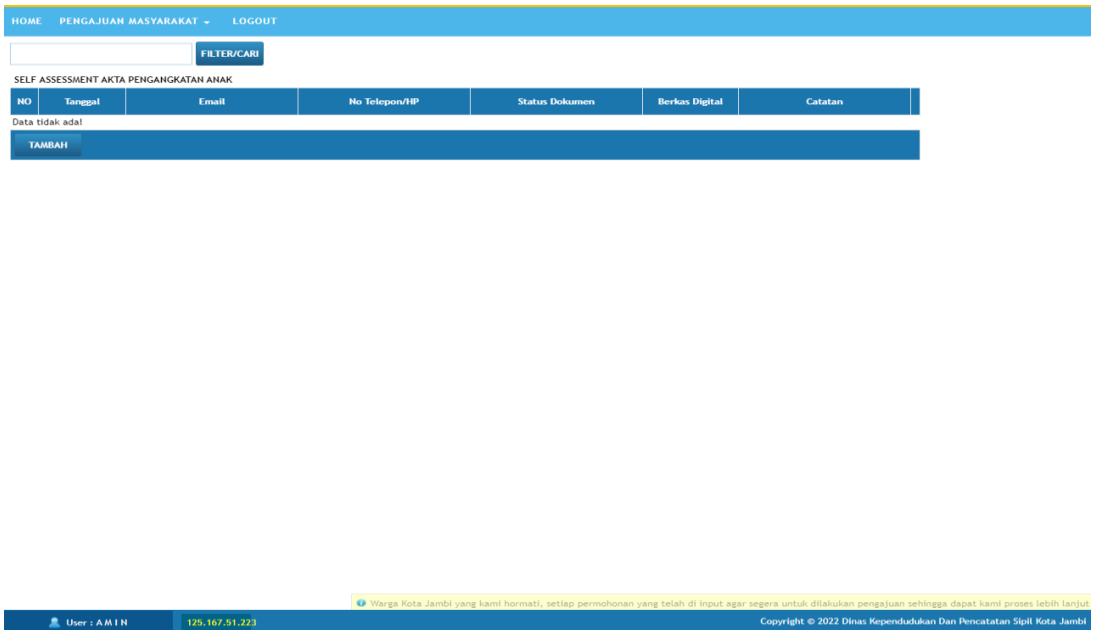 HOME PENGAJUAN MASYARAKAT LOGOUT
FILTER/CARI
SELF ASSESSMENT AKTA PENGANGKATAN ANAK
NO Tanggal Email No Telepon/HP Status Dokumen Berkas Digital Catatan
Data tidak ada!
TAMBAH
Warga Kota Jambi yang kami hormati, setiap permohonan yang telah di input agar segera untuk dilakukan pengajuan sehingga dapat kami proses lebih lanjut
User : A M I N 125.167.51.223 Copyright © 2022 Dinas Kependudukan Dan Pencatatan Sipil Kota Jambi